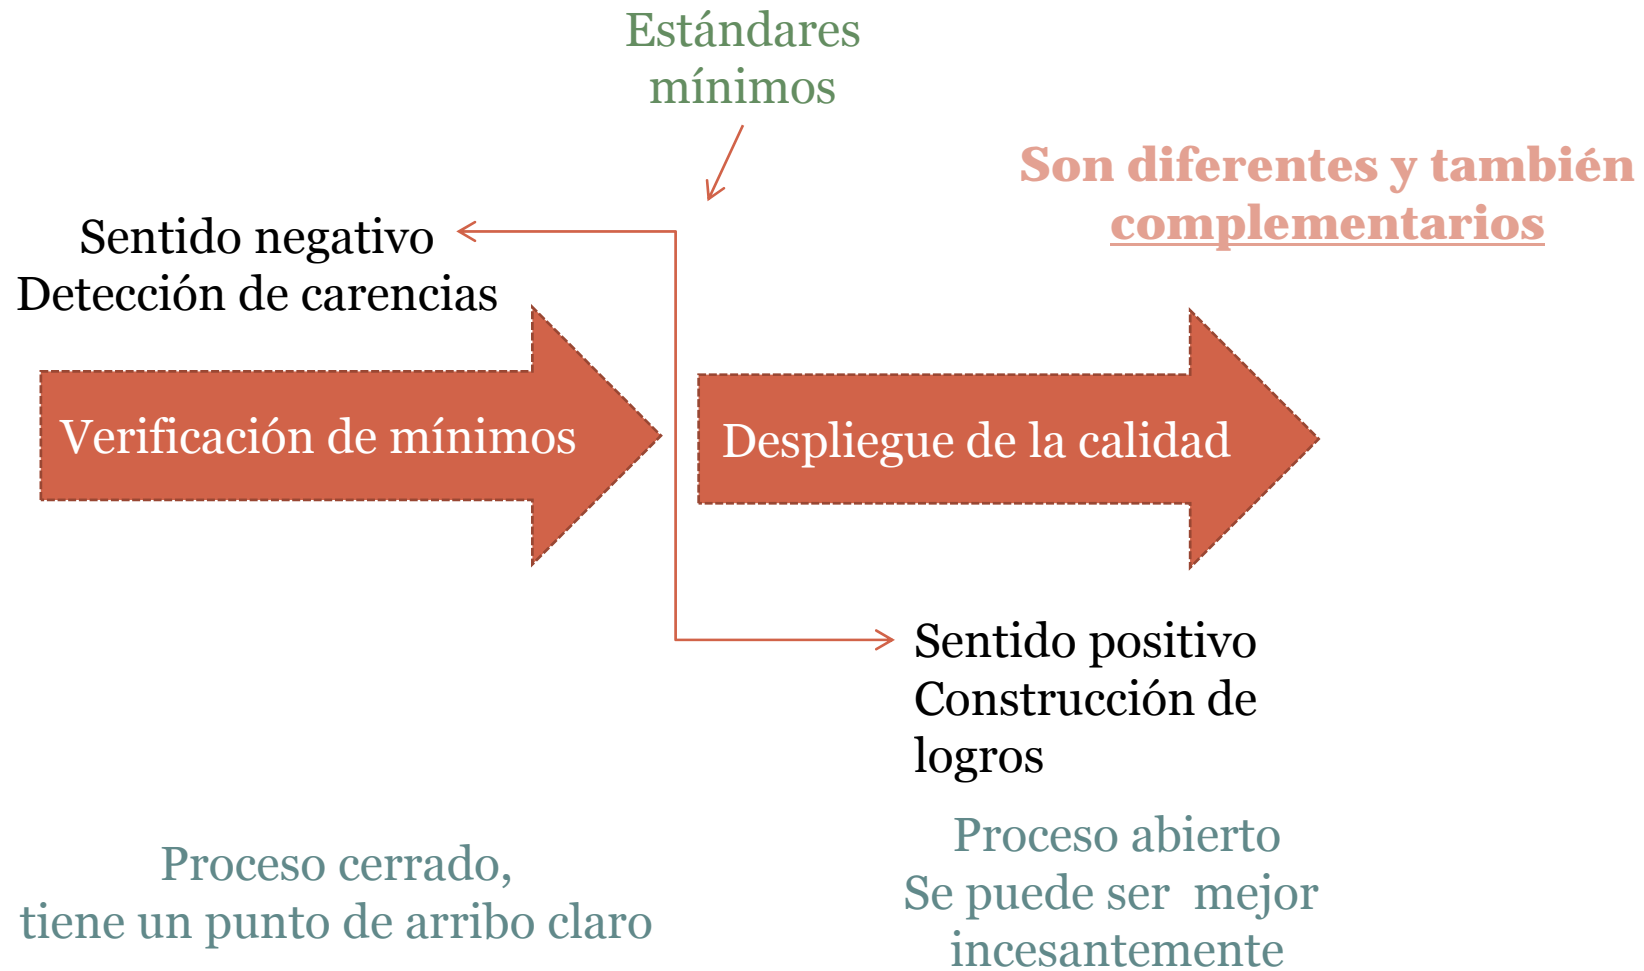 Estándares
mínimos
Son diferentes y también
complementarios
Sentido negativo
Detección de carencias
Verificación de mínimos
Despliegue de la calidad
Sentido positivo
Construcción de
logros
Proceso cerrado,
tiene un punto de arribo claro
Proceso abierto
Se puede ser mejor
incesantemente